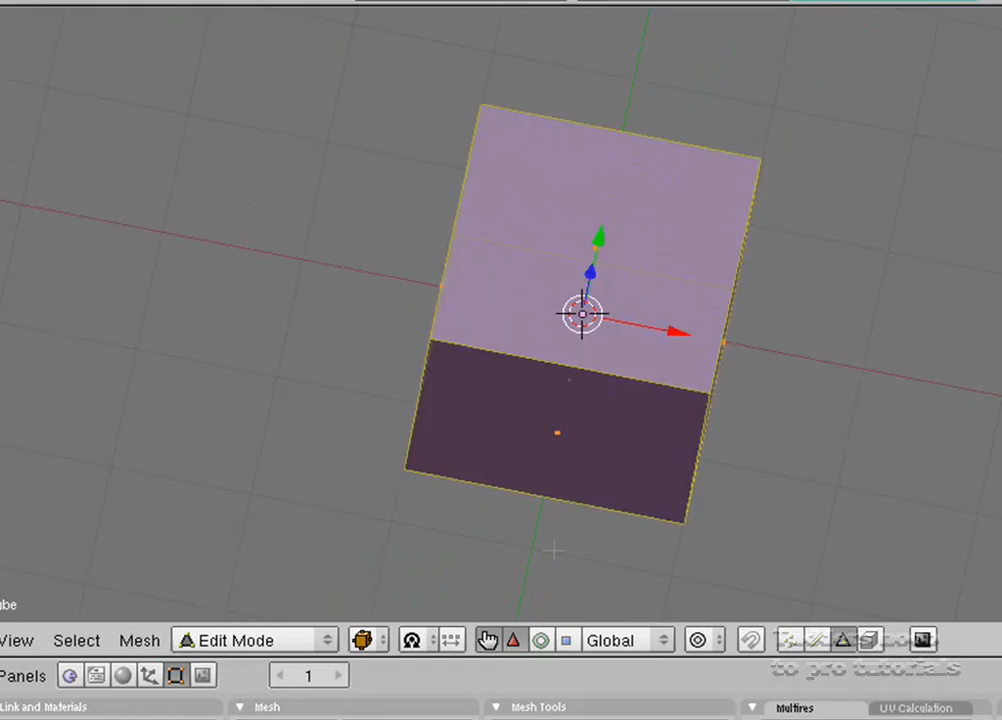 ube
View Select Mesh Edit Mode Global
Panels 1
Link and Materials Mesh Mesh Tools Multires UV Calculation
to pro tutorials